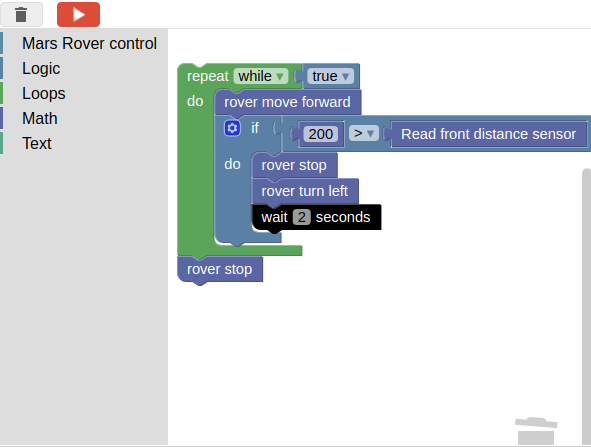 Mars Rover control
Logic
Loops
Math
Text
repeat while ▾ true ▾
do rover move forward
if 200 > ▾ Read front distance sensor
do rover stop
rover turn left
wait 2 seconds
rover stop